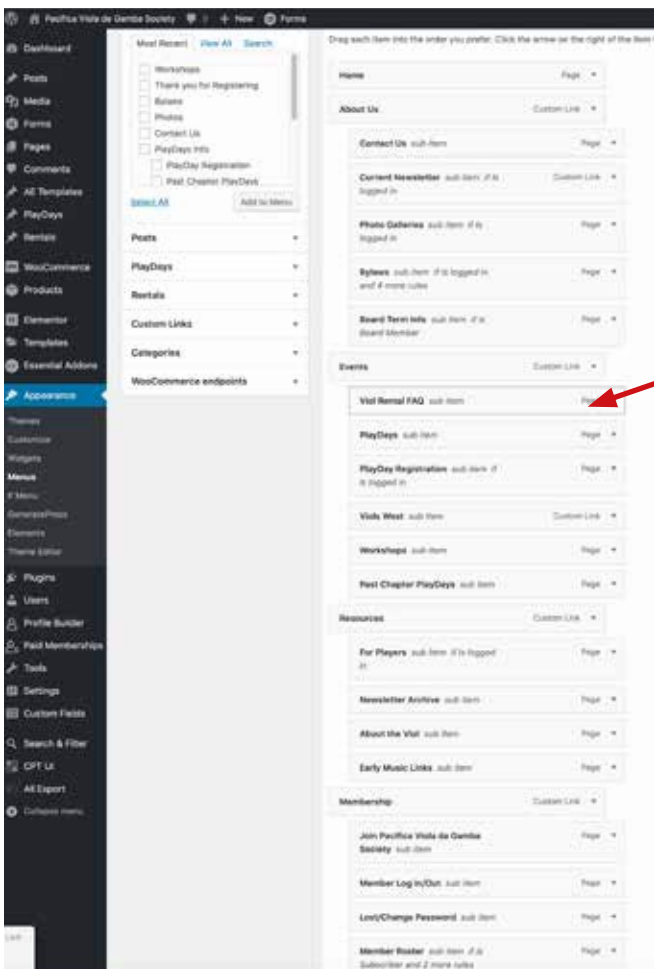 Pacifica Viola da Gamba Society
+ New
Forms
Dashboard
Posts
Media
Forms
Pages
Comments
AE Templates
PlayDays
Rentals
WooCommerce
Products
Elementor
Templates
Essential Addons
Appearance
Themes
Customize
Widgets
Menus
If Menu
GeneratePress
Elements
Theme Editor
Plugins
Users
Profile Builder
Paid Memberships
Tools
Settings
Custom Fields
Search & Filter
CPT UI
All Export
Collapse menu
Most Recent View All Search
Workshops
Thank you for Registering
Bylaws
Photos
Contact Us
PlayDays Info
PlayDay Registration
Past Chapter PlayDays
Select All
Add to Menu
Posts
PlayDays
Rentals
Custom Links
Categories
WooCommerce endpoints
Drag each item into the order you prefer. Click the arrow on the right of the item
Home Page
About Us Custom Link
Contact Us sub item Page
Current Newsletter sub item if is Custom Link
logged in
Photo Galleries sub item if is Page
logged in
Bylaws sub item if is logged in Page
and 4 more rules
Board Term Info sub item if is Page
Board Member
Events Custom Link
Viol Rental FAQ sub item
PlayDays sub item Page
PlayDay Registration sub item if Page
is logged in
Viols West sub item Custom Link
Workshops sub item Page
Past Chapter PlayDays sub item Page
Resources Custom Link
For Players sub item if is logged Page
in
Newsletter Archive sub item Page
About the Viol sub item Page
Early Music Links sub item Page
Membership Custom Link
Join Pacifica Viola da Gamba Page
Society sub item
Member Log In/Out sub item Page
Lost/Change Password sub item Page
Member Roster sub item if is Page
Subscriber and 2 more rules